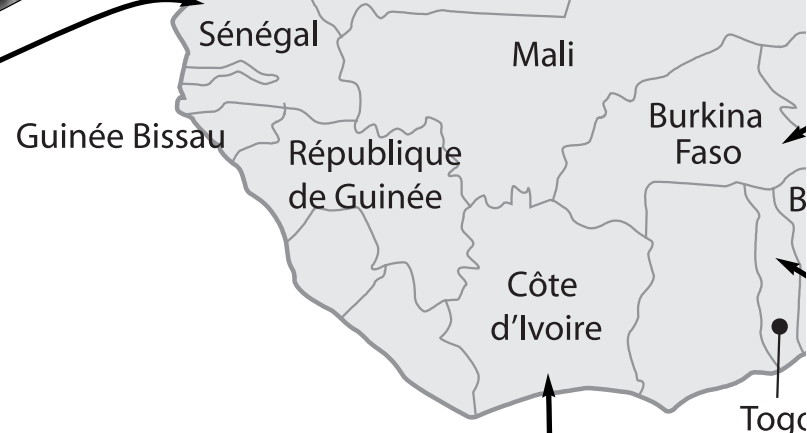 Sénégal
Mali
Guinée Bissau
République
de Guinée
Burkina
Faso
Côte
d'Ivoire